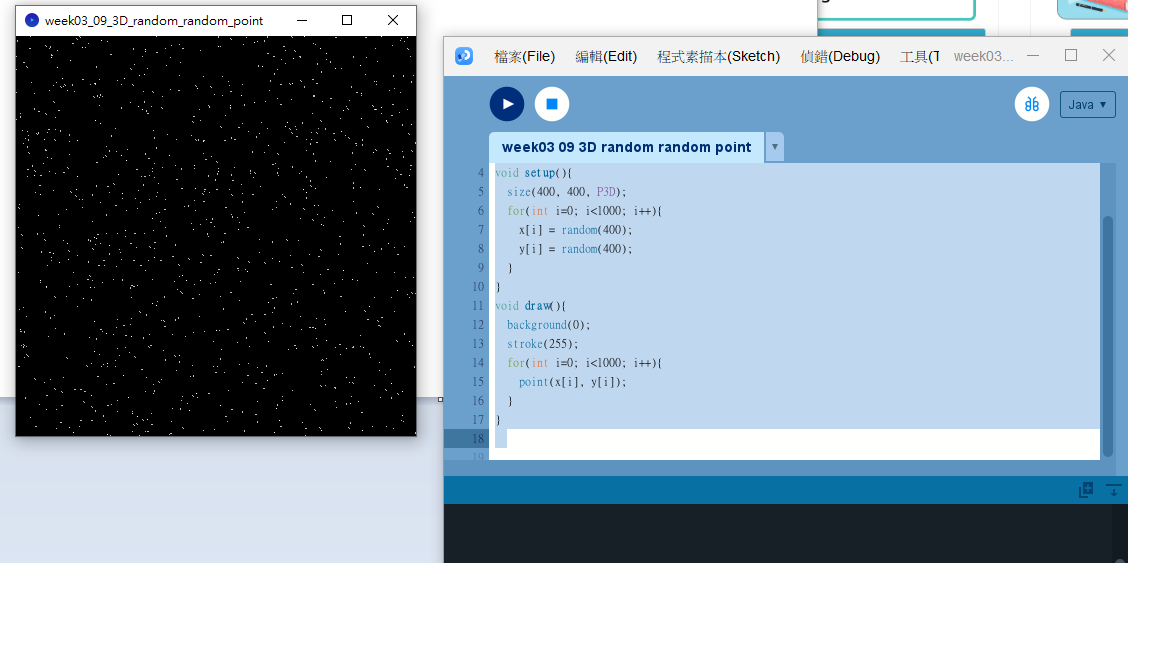 week03_09_3D_random_random_point
檔案(File) 編輯(Edit) 程式素描本(Sketch) 偵錯(Debug) 工具(T week03...
Java ▼
week03 09 3D random random point ▼
4 void setup(){
5 size(400, 400, P3D);
6 for(int i=0; i<1000; i++){
7 x[i] = random(400);
8 y[i] = random(400);
9 }
10 }
11 void draw(){
12 background(0);
13 stroke(255);
14 for(int i=0; i<1000; i++){
15 point(x[i], y[i]);
16 }
17 }
18
19